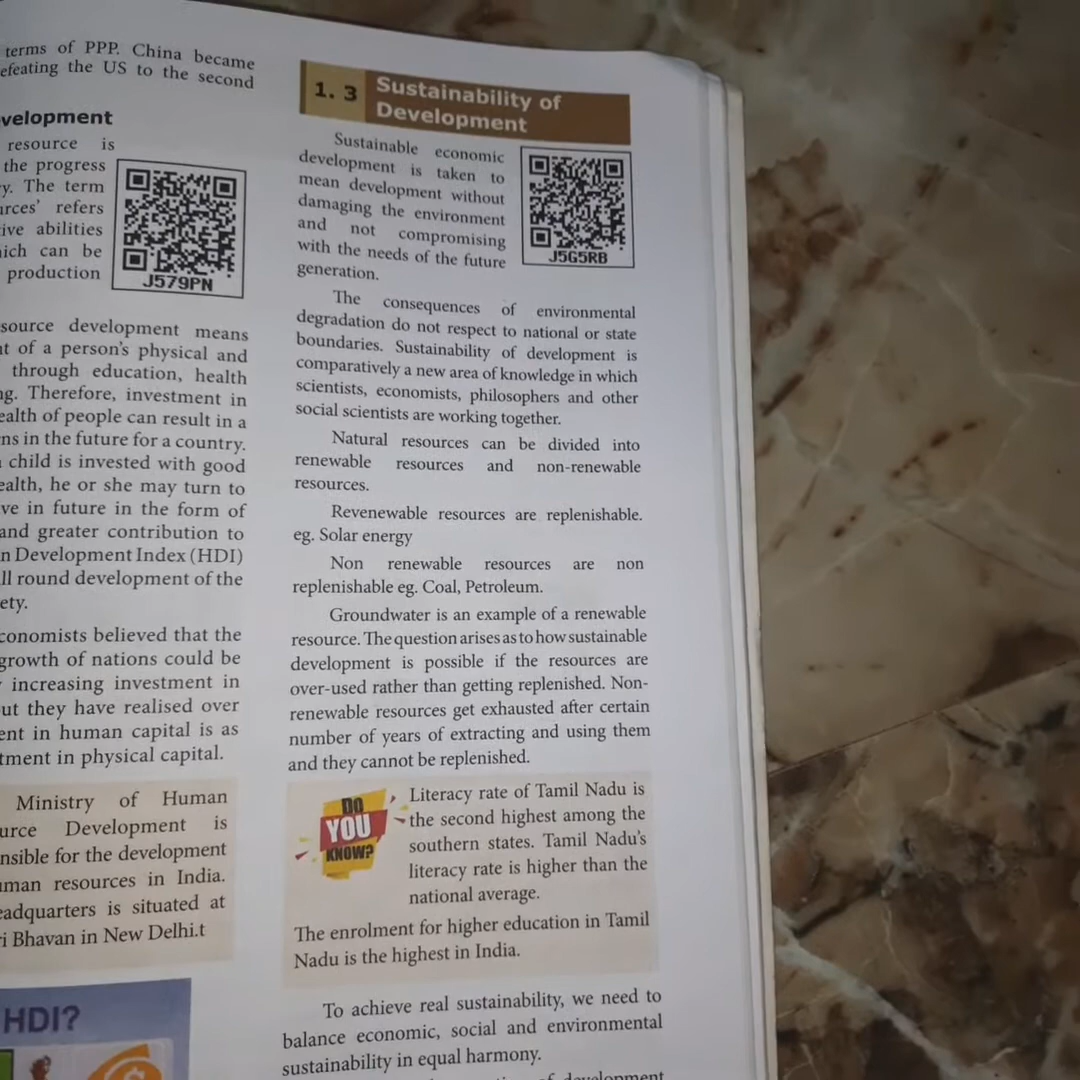 terms of PPP. China became
efeating the US to the second
velopment
resource is
the progress
y. The term
urces' refers
ive abilities
hich can be
production
J579PN
source development means
nt of a person's physical and
through education, health
ng. Therefore, investment in
ealth of people can result in a
ns in the future for a country.
child is invested with good
ealth, he or she may turn to
ve in future in the form of
and greater contribution to
n Development Index (HDI)
ll round development of the
ety.
conomists believed that the
growth of nations could be
increasing investment in
ut they have realised over
ent in human capital is as
tment in physical capital.
Ministry of Human
urce Development is
nsible for the development
uman resources in India.
eadquarters is situated at
ri Bhavan in New Delhi.t
HDI?
1. 3 Sustainability of
Development
Sustainable economic
development is taken to
mean development without
damaging the environment
and not compromising
with the needs of the future
generation.
J5G5RB
The consequences of environmental
degradation do not respect to national or state
boundaries. Sustainability of development is
comparatively a new area of knowledge in which
scientists, economists, philosophers and other
social scientists are working together.
Natural resources can be divided into
renewable resources and non-renewable
resources.
Revenewable resources are replenishable.
eg. Solar energy
Non renewable resources are non
replenishable eg. Coal, Petroleum.
Groundwater is an example of a renewable
resource. The question arises as to how sustainable
development is possible if the resources are
over-used rather than getting replenished. Non-
renewable resources get exhausted after certain
number of years of extracting and using them
and they cannot be replenished.
DO
YOU
KNOW?
Literacy rate of Tamil Nadu is
the second highest among the
southern states. Tamil Nadu's
literacy rate is higher than the
national average.
The enrolment for higher education in Tamil
Nadu is the highest in India.
To achieve real sustainability, we need to
balance economic, social and environmental
sustainability in equal harmony.
of development